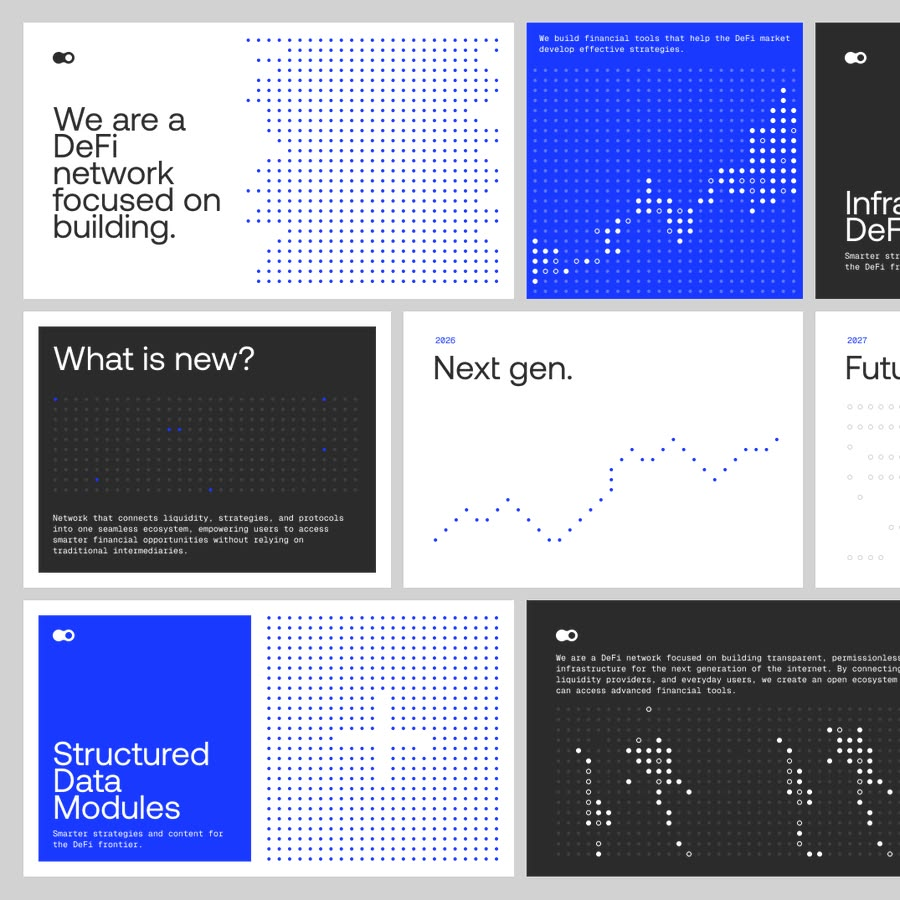 We are a
DeFi
network
focused on
building.
We build financial tools that help the DeFi market
develop effective strategies.
Infra
DeF
Smarter str
the DeFi fr
What is new?
Network that connects liquidity, strategies, and protocols
into one seamless ecosystem, empowering users to access
smarter financial opportunities without relying on
traditional intermediaries.
2026
Next gen.
2027
Futu
Structured
Data
Modules
Smarter strategies and content for
the DeFi frontier.
We are a DeFi network focused on building transparent, permissionless
infrastructure for the next generation of the internet. By connecting
liquidity providers, and everyday users, we create an open ecosystem
can access advanced financial tools.